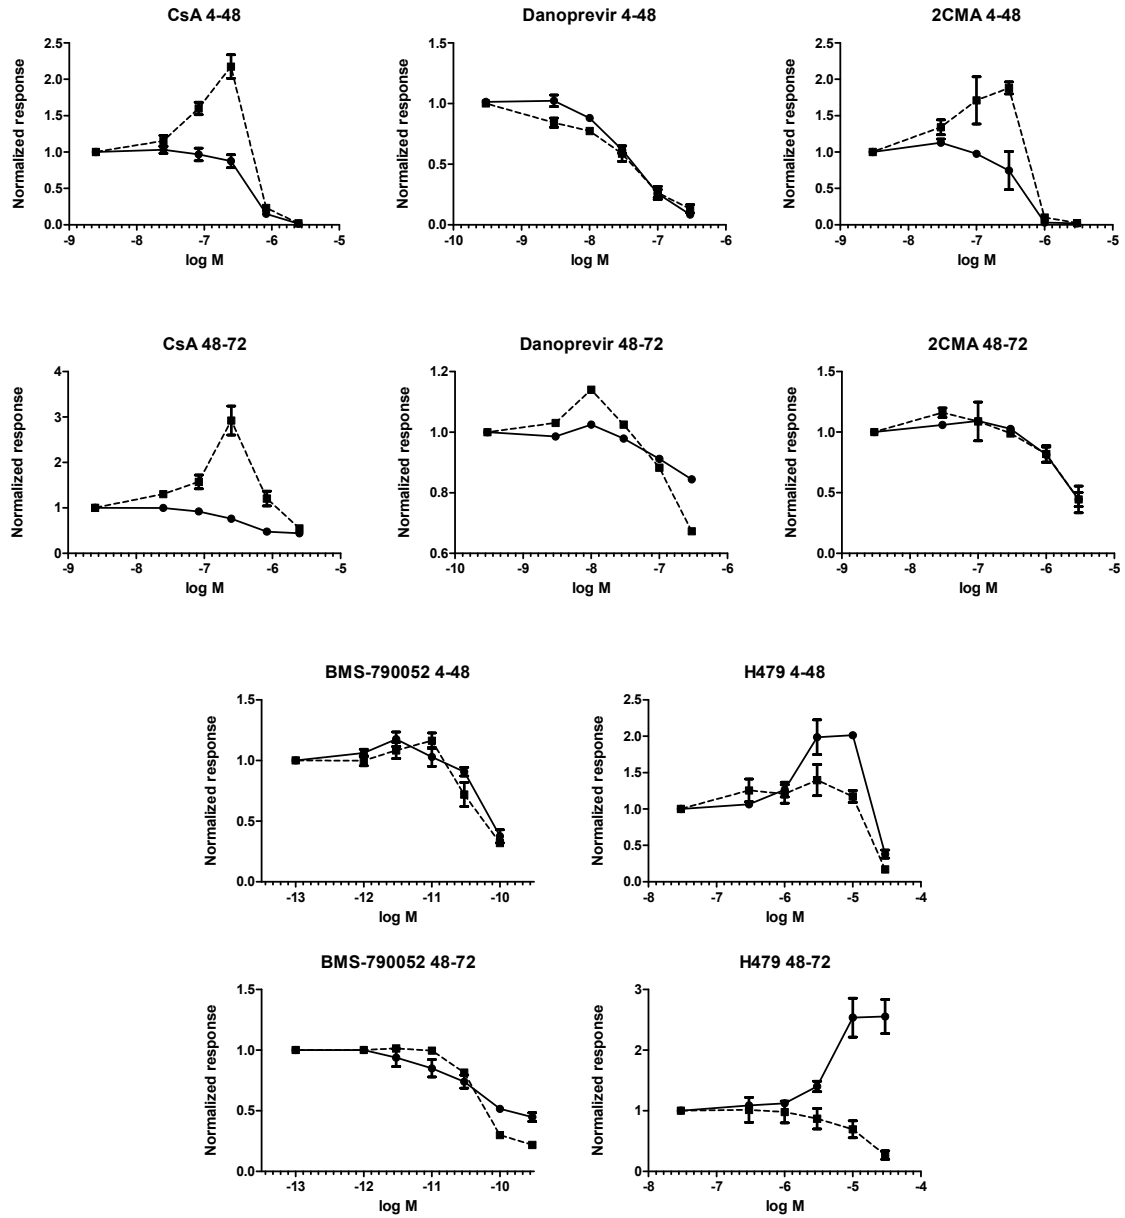 CsA 4-48
Danoprevir 4-48
2CMA 4-48
Normalized response
2.5
2.0
1.5
1.0
0.5
0.0
-9 -8 -7 -6 -5
log M
Normalized response
1.5
1.0
0.5
0.0
-10 -9 -8 -7 -6
log M
Normalized response
2.5
2.0
1.5
1.0
0.5
0.0
-9 -8 -7 -6 -5
log M
CsA 48-72
Danoprevir 48-72
2CMA 48-72
Normalized response
4
3
2
1
0
-9 -8 -7 -6 -5
log M
Normalized response
1.2
1.0
0.8
0.6
-10 -9 -8 -7 -6
log M
Normalized response
1.5
1.0
0.5
0.0
-9 -8 -7 -6 -5
log M
BMS-790052 4-48
H479 4-48
Normalized response
1.5
1.0
0.5
0.0
-13 -12 -11 -10
log M
Normalized response
2.5
2.0
1.5
1.0
0.5
0.0
-8 -7 -6 -5 -4
log M
BMS-790052 48-72
H479 48-72
Normalized response
1.5
1.0
0.5
0.0
-13 -12 -11 -10
log M
Normalized response
3
2
1
0
-8 -7 -6 -5 -4
log M